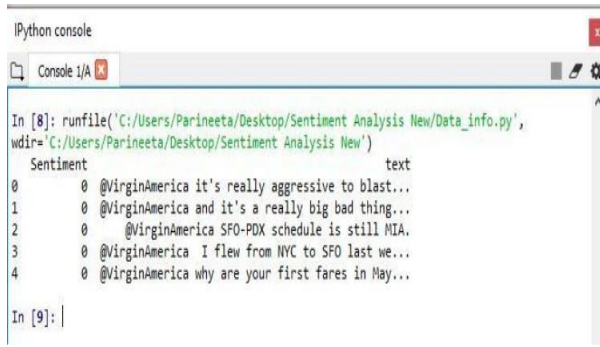 IPython console
Console 1/A
In [8]: runfile('C:/Users/Parineeta/Desktop/Sentiment Analysis New/Data_info.py',
wdir='C:/Users/Parineeta/Desktop/Sentiment Analysis New')
Sentiment text
0 0 @VirginAmerica it's really aggressive to blast...
1 0 @VirginAmerica and it's a really big bad thing...
2 0 @VirginAmerica SFO-PDX schedule is still MIA.
3 0 @VirginAmerica I flew from NYC to SFO last we...
4 0 @VirginAmerica why are your first fares in May...
In [9]: